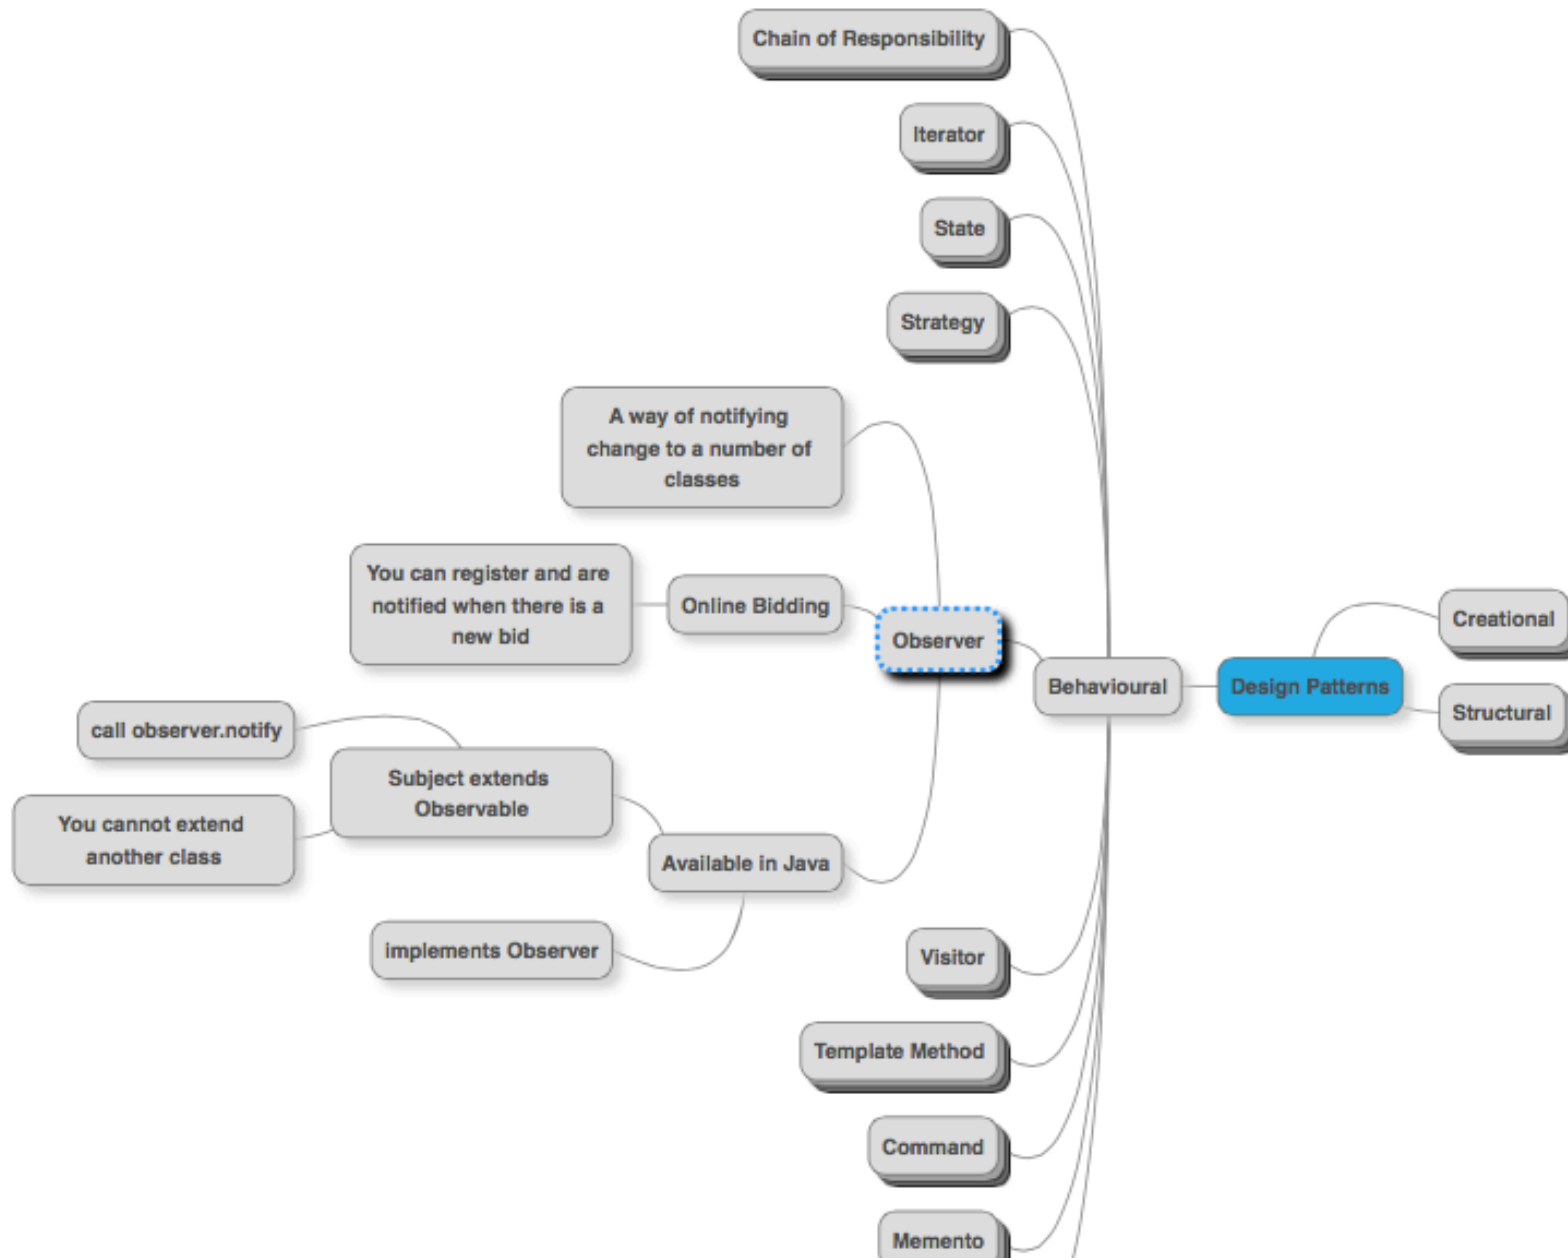 Chain of Responsibility
Iterator
State
Strategy
A way of notifying
change to a number of
classes
You can register and are
notified when there is a
new bid
Online Bidding
Observer
Creational
Behavioural
Design Patterns
Structural
call observer.notify
Subject extends
Observable
You cannot extend
another class
Available in Java
implements Observer
Visitor
Template Method
Command
Memento